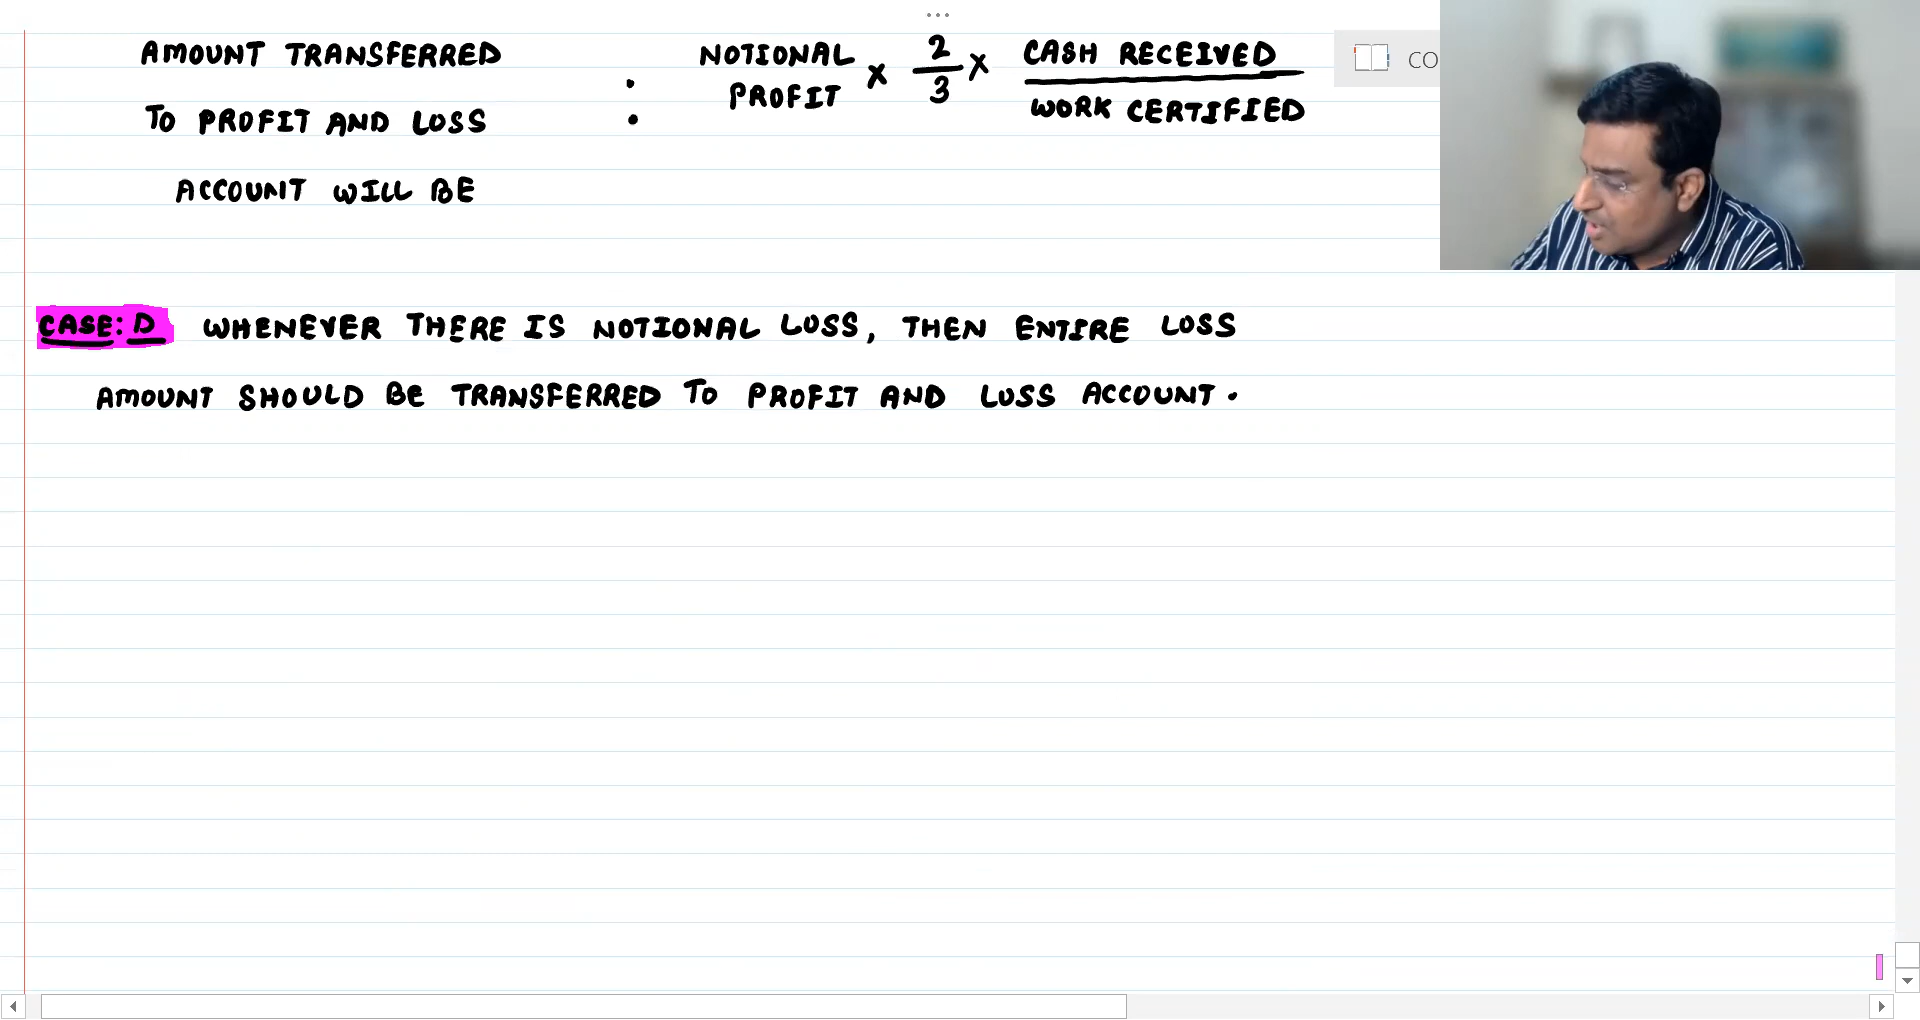 AMOUNT TRANSFERRED
TO PROFIT AND LOSS
ACCOUNT WILL BE
:
NOTIONAL PROFIT × 2/3 × CASH RECEIVED / WORK CERTIFIED
CO
CASE: D WHENEVER THERE IS NOTIONAL LOSS, THEN ENTIRE LOSS
AMOUNT SHOULD BE TRANSFERRED TO PROFIT AND LOSS ACCOUNT.